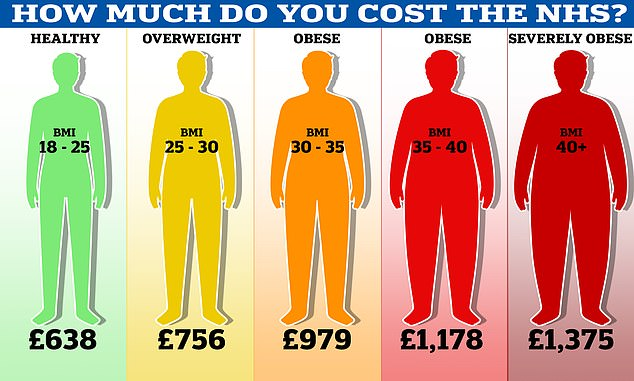 HOW MUCH DO YOU COST THE NHS?
HEALTHY
BMI
18 - 25
£638
OVERWEIGHT
BMI
25 - 30
£756
OBESE
BMI
30 - 35
£979
OBESE
BMI
35 - 40
£1,178
SEVERELY OBESE
BMI
40+
£1,375